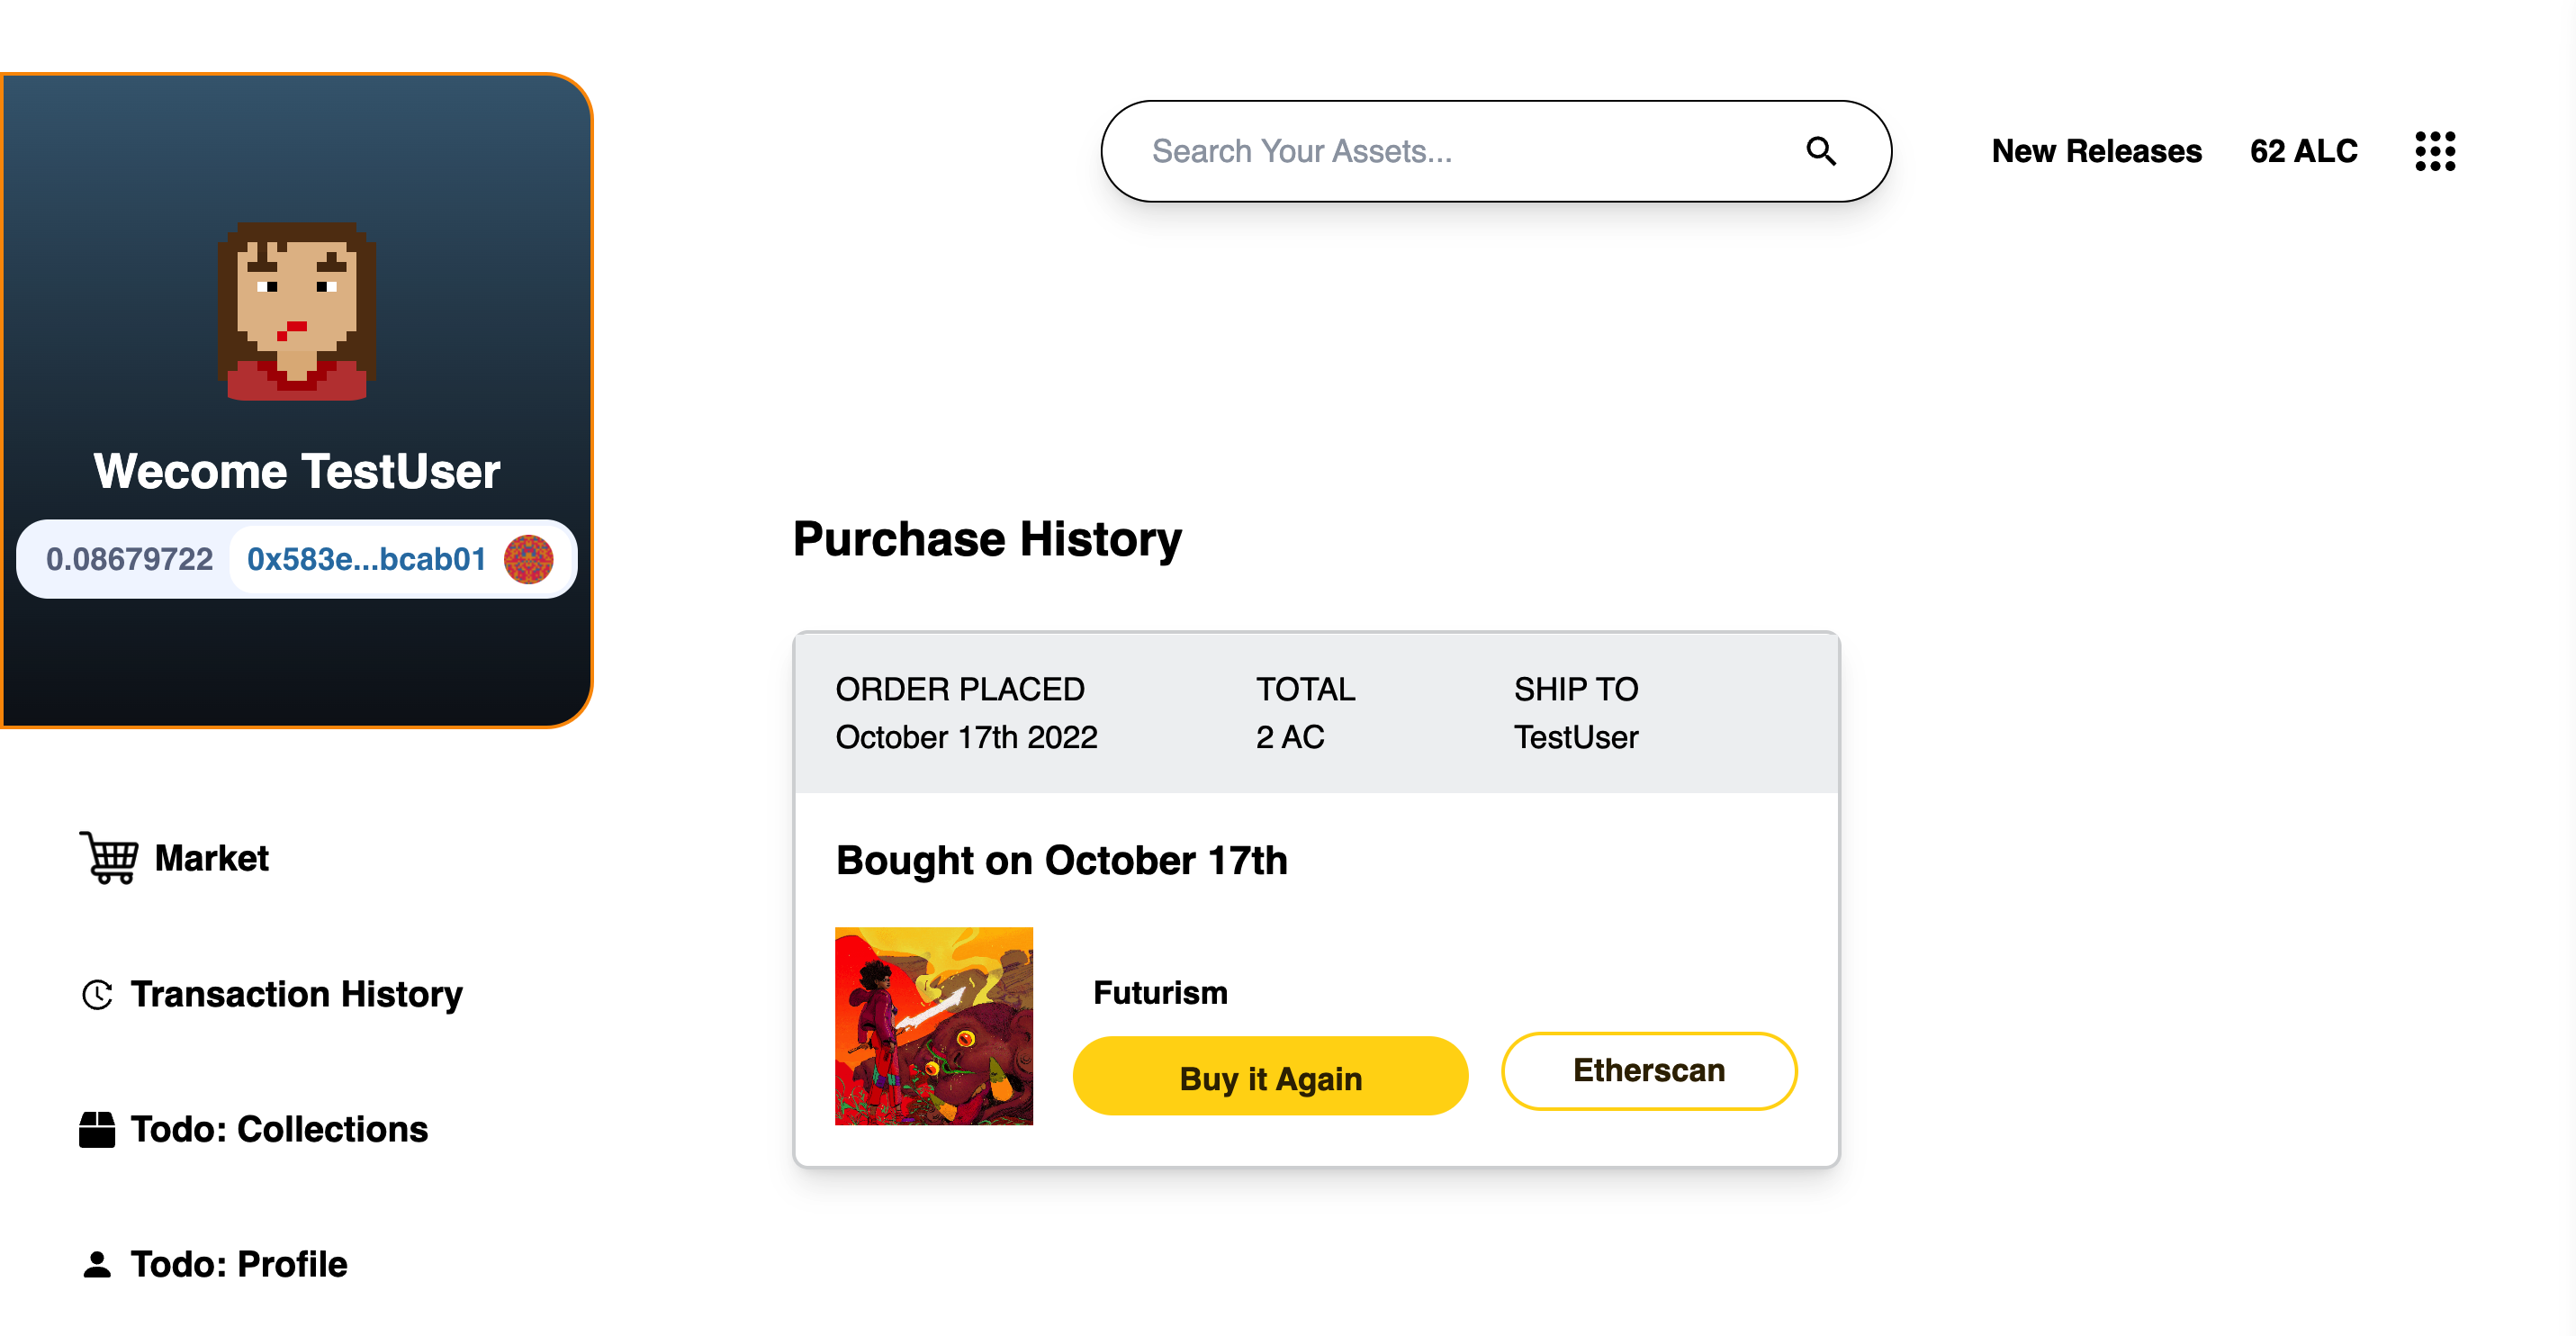 Search Your Assets...
New Releases
62 ALC
Wecome TestUser
0.08679722
0x583e...bcab01
Market
Transaction History
Todo: Collections
Todo: Profile
Purchase History
ORDER PLACED
October 17th 2022
TOTAL
2 AC
SHIP TO
TestUser
Bought on October 17th
Futurism
Buy it Again
Etherscan